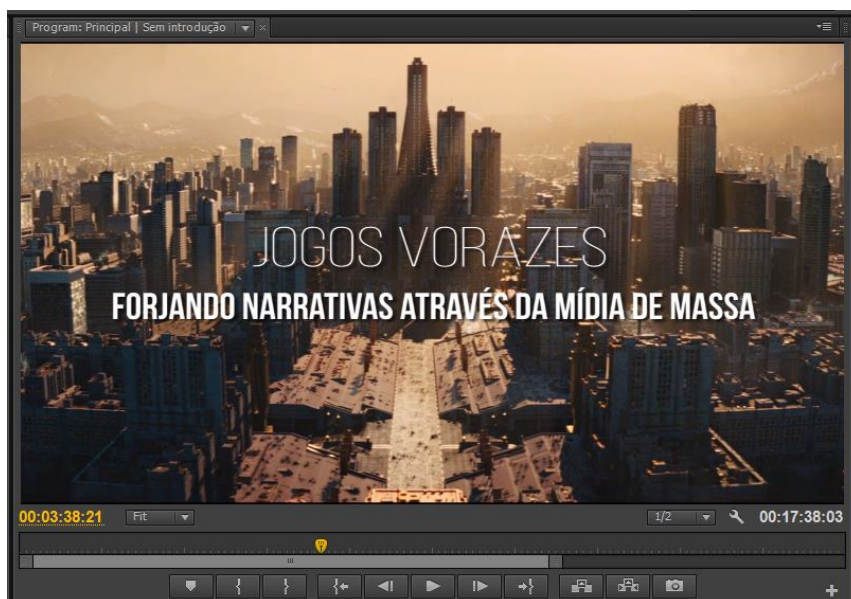 Program: Principal | Sem introdução
JOGOS VORAZES
FORJANDO NARRATIVAS ATRAVÉS DA MÍDIA DE MASSA
00:03:38:21 Fit 1/2 00:17:38:03